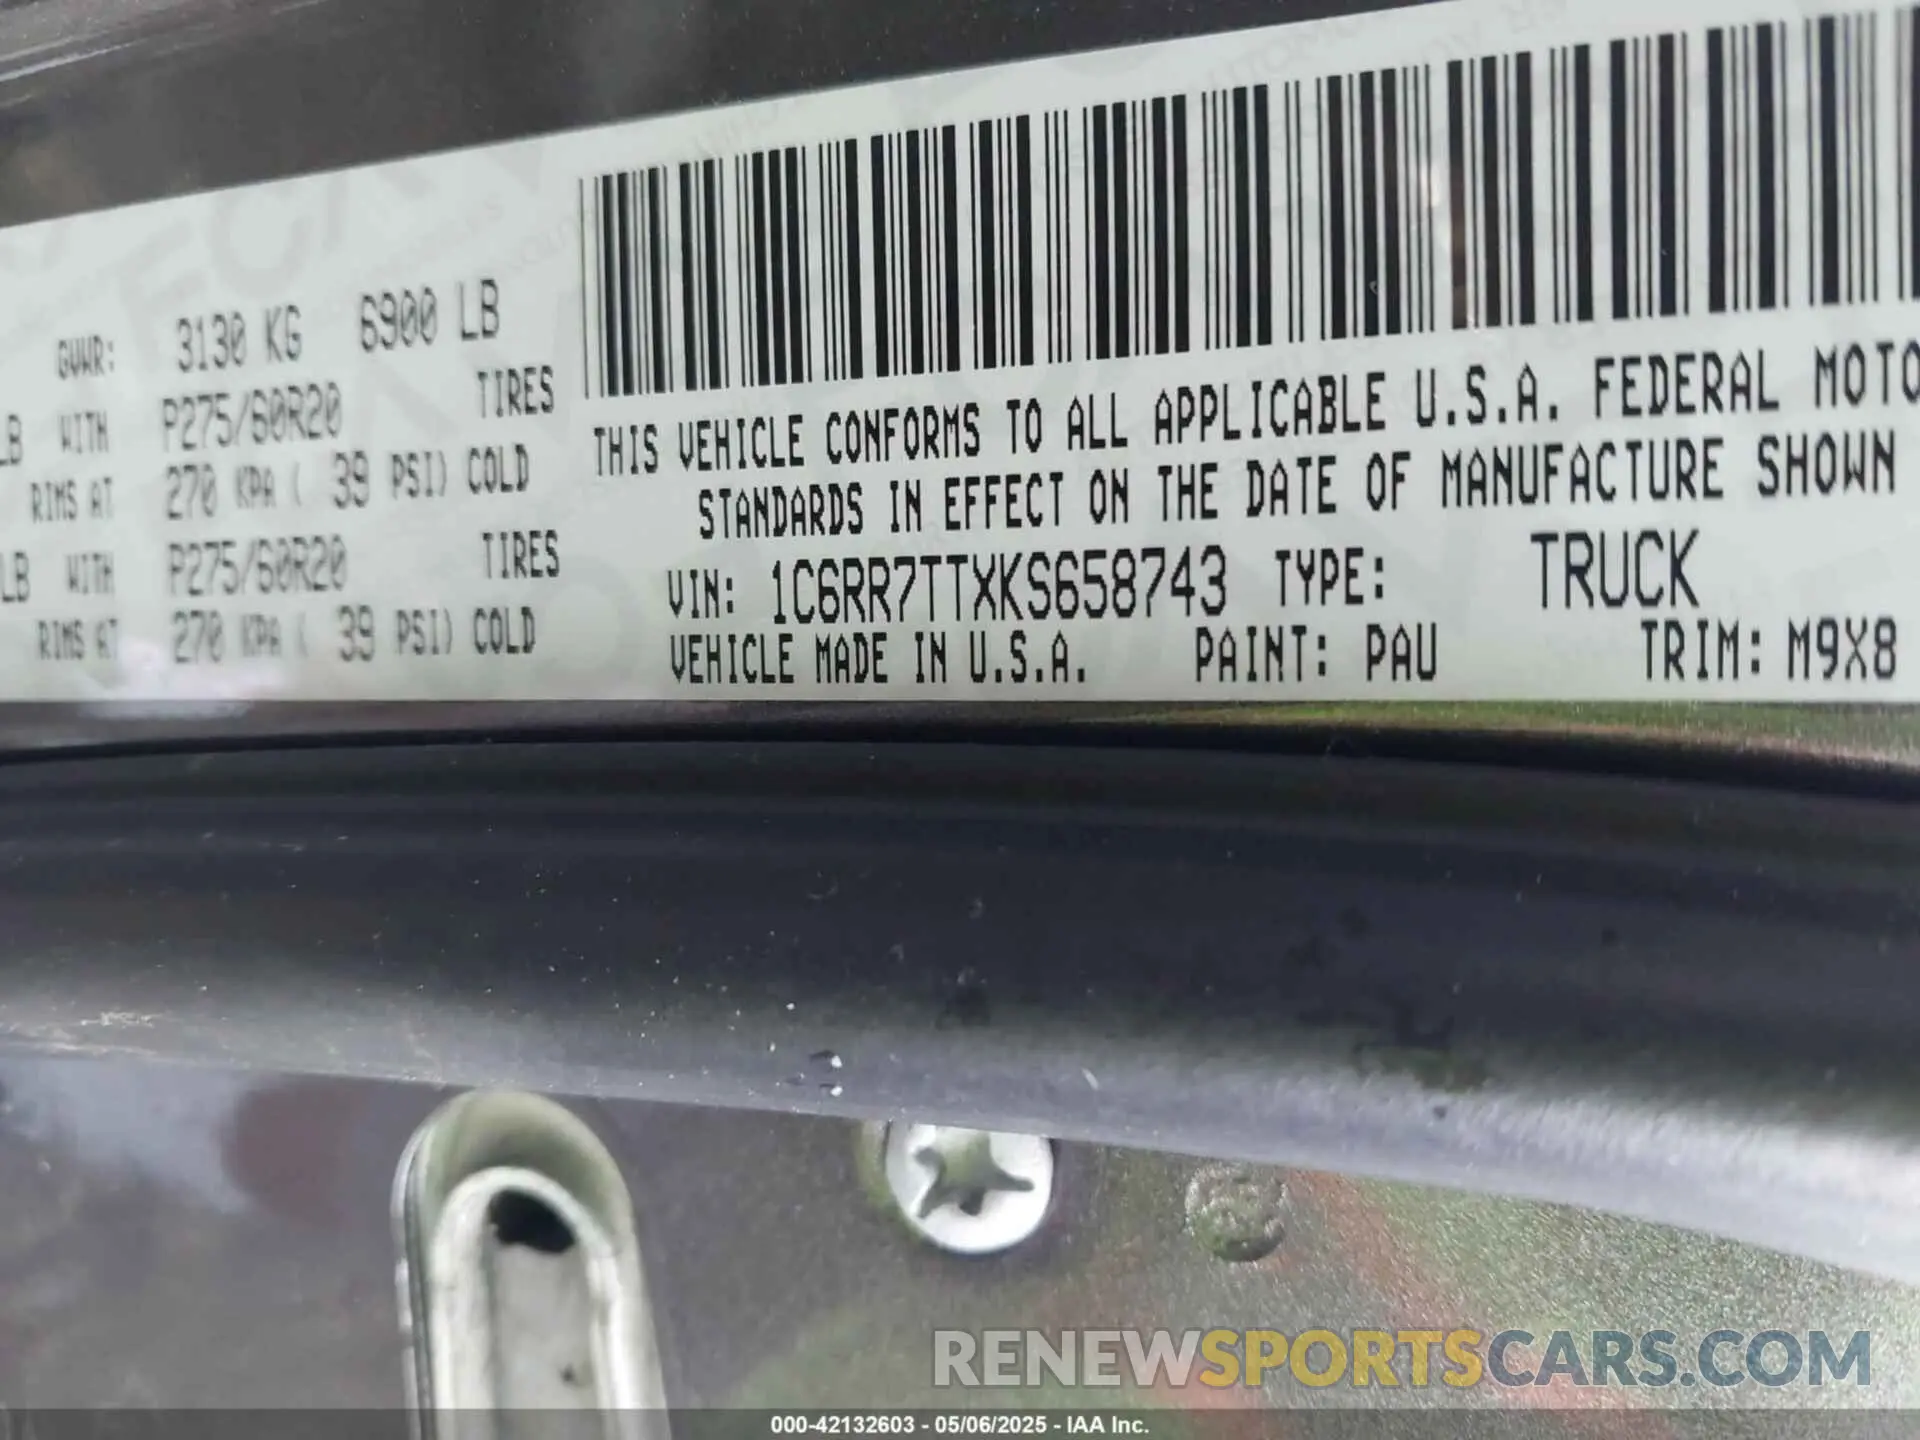 GVWR: 3130 KG 6900 LB
LB WITH P275/60R20 TIRES
RIMS AT 270 KPA ( 39 PSI) COLD
LB WITH P275/60R20 TIRES
RIMS AT 270 KPA ( 39 PSI) COLD
THIS VEHICLE CONFORMS TO ALL APPLICABLE U.S.A. FEDERAL MOTO
STANDARDS IN EFFECT ON THE DATE OF MANUFACTURE SHOWN
VIN: 1C6RR7TTXKS658743 TYPE: TRUCK
VEHICLE MADE IN U.S.A. PAINT: PAU TRIM: M9X8
RENEWSPORTSCARS.COM
000-42132603 - 05/06/2025 - IAA Inc.